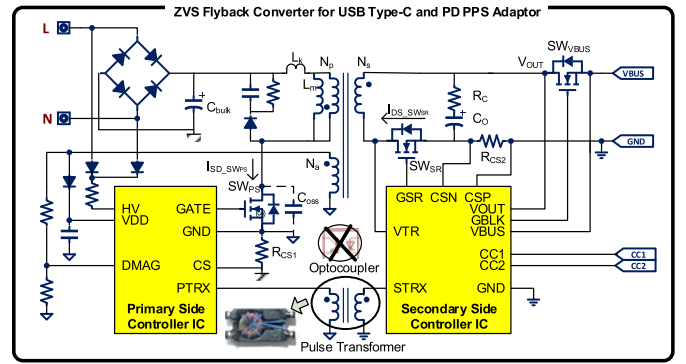 ZVS Flyback Converter for USB Type-C and PD PPS Adaptor
L
N
Cbulk
Lk
Np
Lm
Ns
Na
VOUT
SWVBUS
VBUS
RC
CO
IDS_SWSR
SWSR
RCS2
GND
ISD_SWPS
SWPS
Coss
RCS1
HV
VDD
GATE
GND
DMAG
CS
PTRX
Primary Side
Controller IC
Optocoupler
Pulse Transformer
GSR CSN CSP
VOUT
GBLK
VBUS
VTR
CC1
CC2
STRX
GND
Secondary Side
Controller IC
CC1
CC2